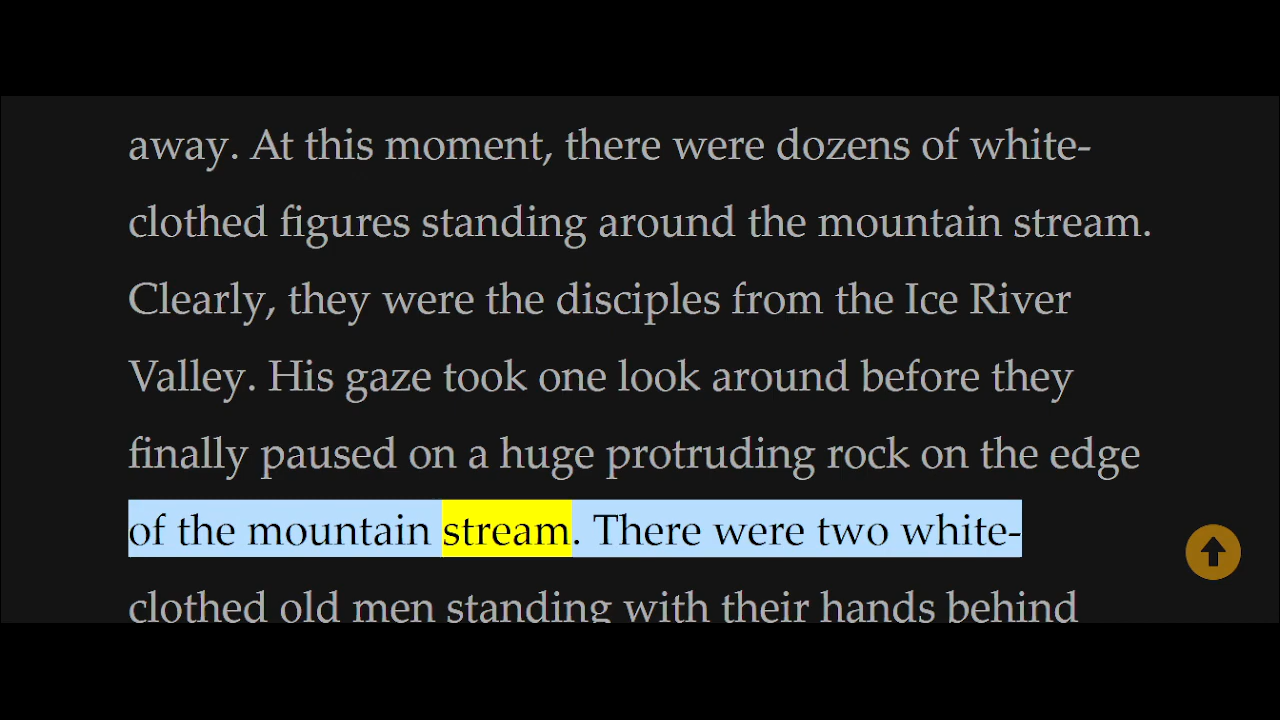 away. At this moment, there were dozens of white-
clothed figures standing around the mountain stream.
Clearly, they were the disciples from the Ice River
Valley. His gaze took one look around before they
finally paused on a huge protruding rock on the edge
of the mountain stream. There were two white-
clothed old men standing with their hands behind